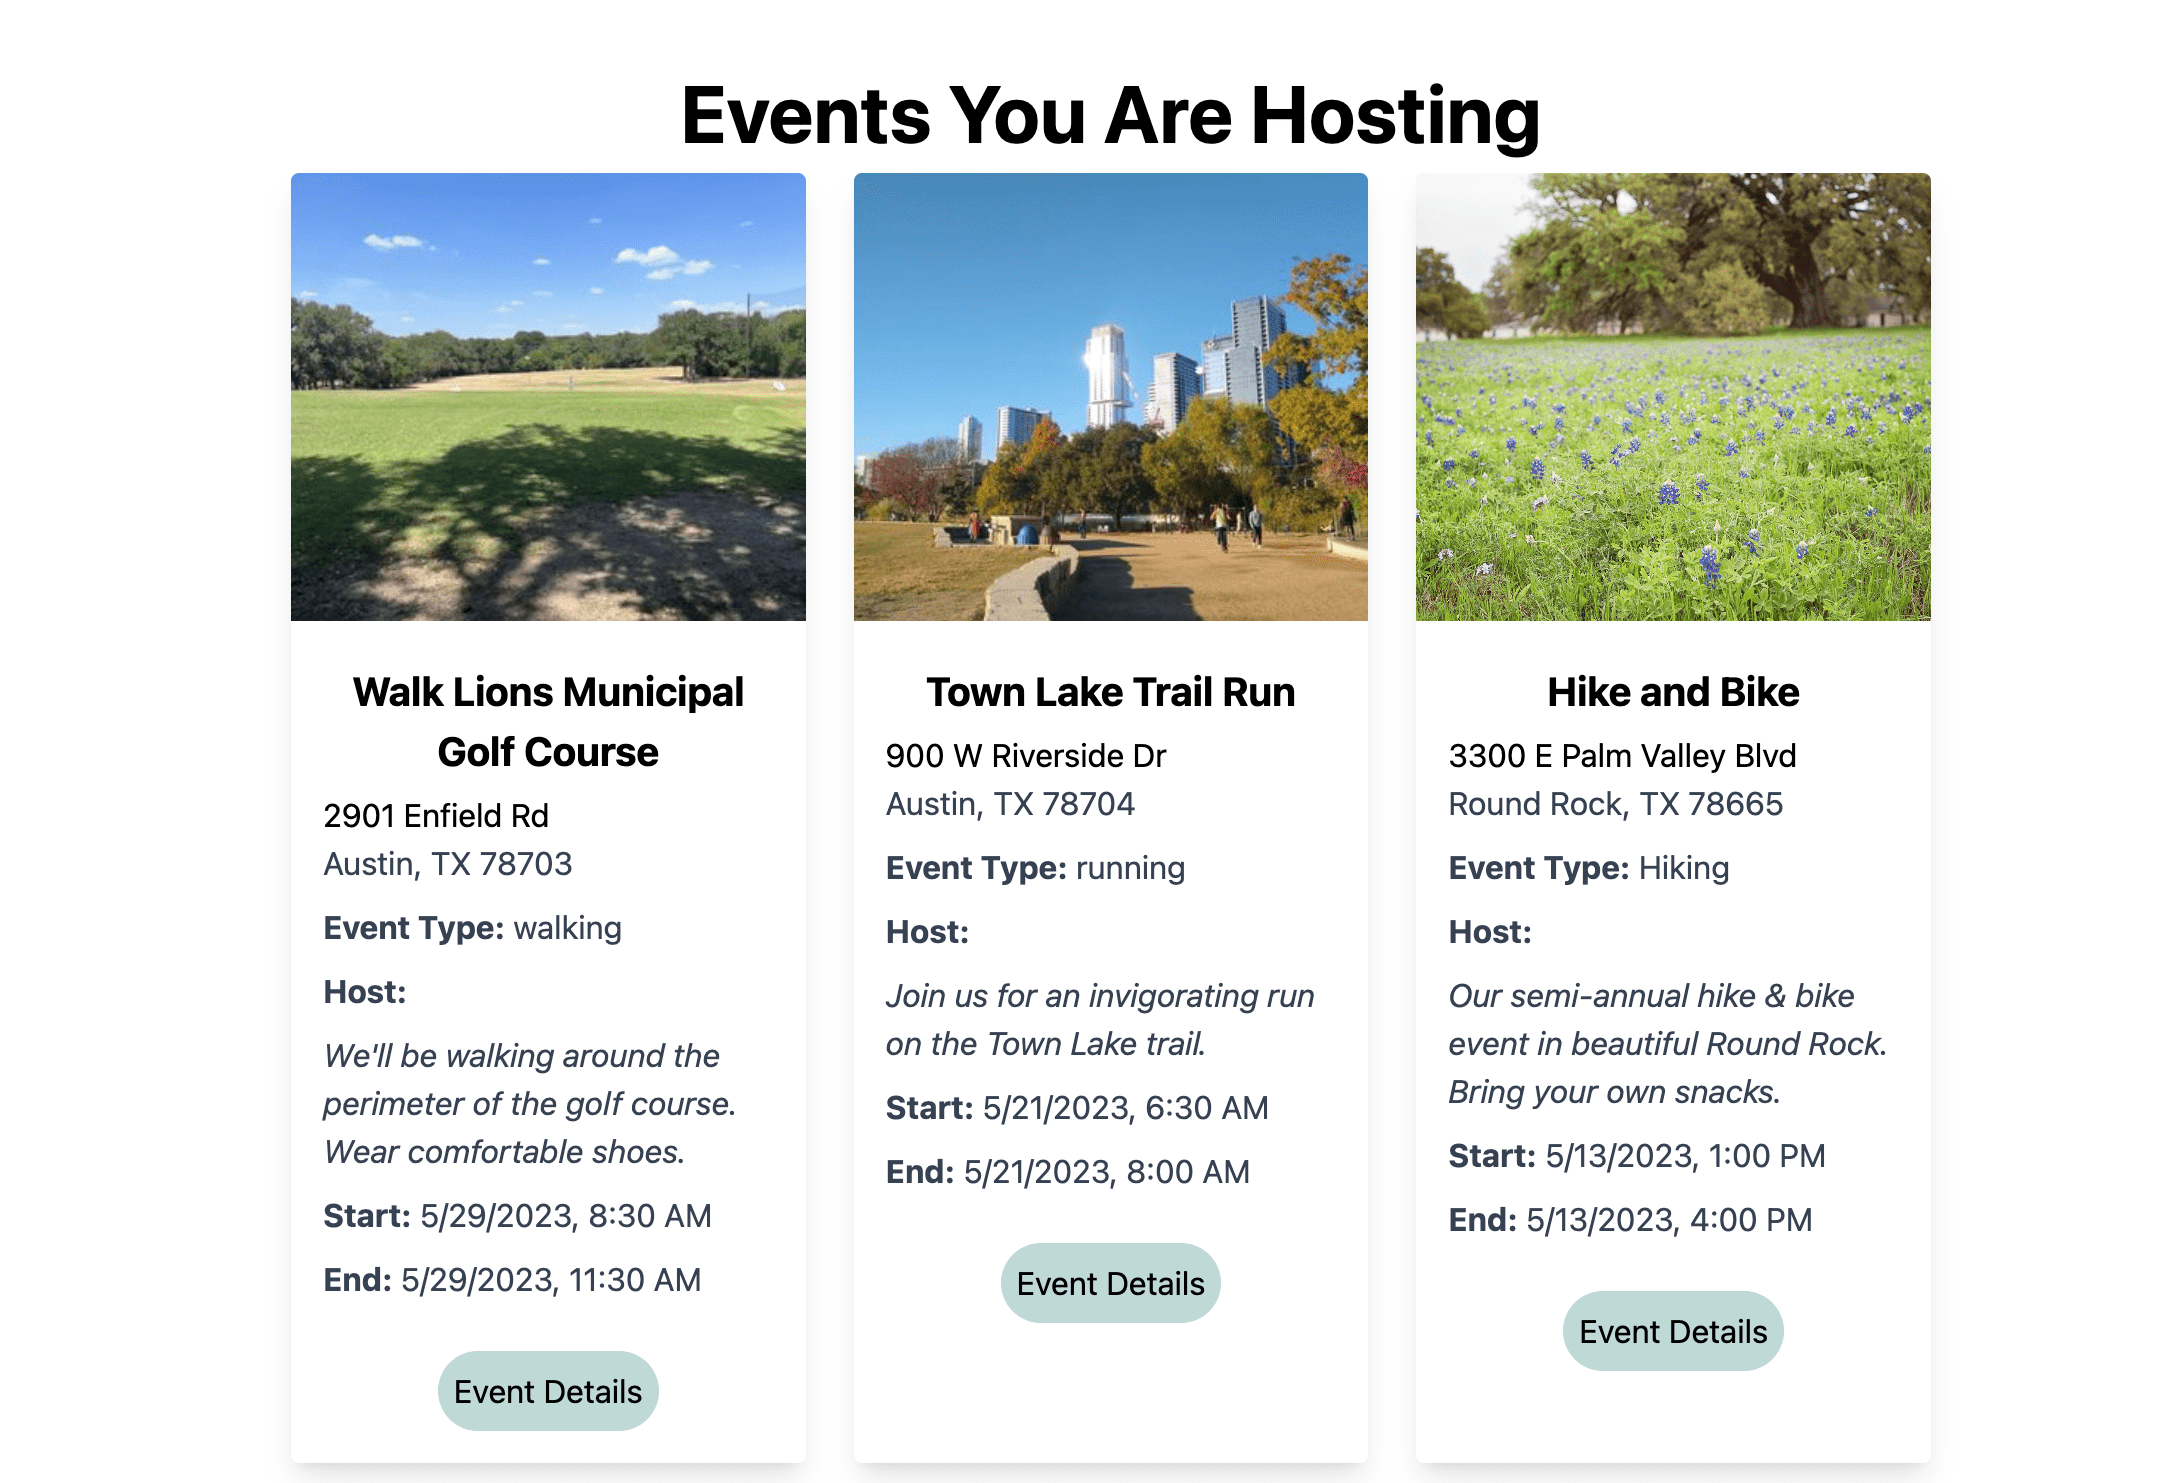 Events You Are Hosting
Walk Lions Municipal
Golf Course
2901 Enfield Rd
Austin, TX 78703
Event Type: walking
Host:
We'll be walking around the
perimeter of the golf course.
Wear comfortable shoes.
Start: 5/29/2023, 8:30 AM
End: 5/29/2023, 11:30 AM
Event Details
Town Lake Trail Run
900 W Riverside Dr
Austin, TX 78704
Event Type: running
Host:
Join us for an invigorating run
on the Town Lake trail.
Start: 5/21/2023, 6:30 AM
End: 5/21/2023, 8:00 AM
Event Details
Hike and Bike
3300 E Palm Valley Blvd
Round Rock, TX 78665
Event Type: Hiking
Host:
Our semi-annual hike & bike
event in beautiful Round Rock.
Bring your own snacks.
Start: 5/13/2023, 1:00 PM
End: 5/13/2023, 4:00 PM
Event Details